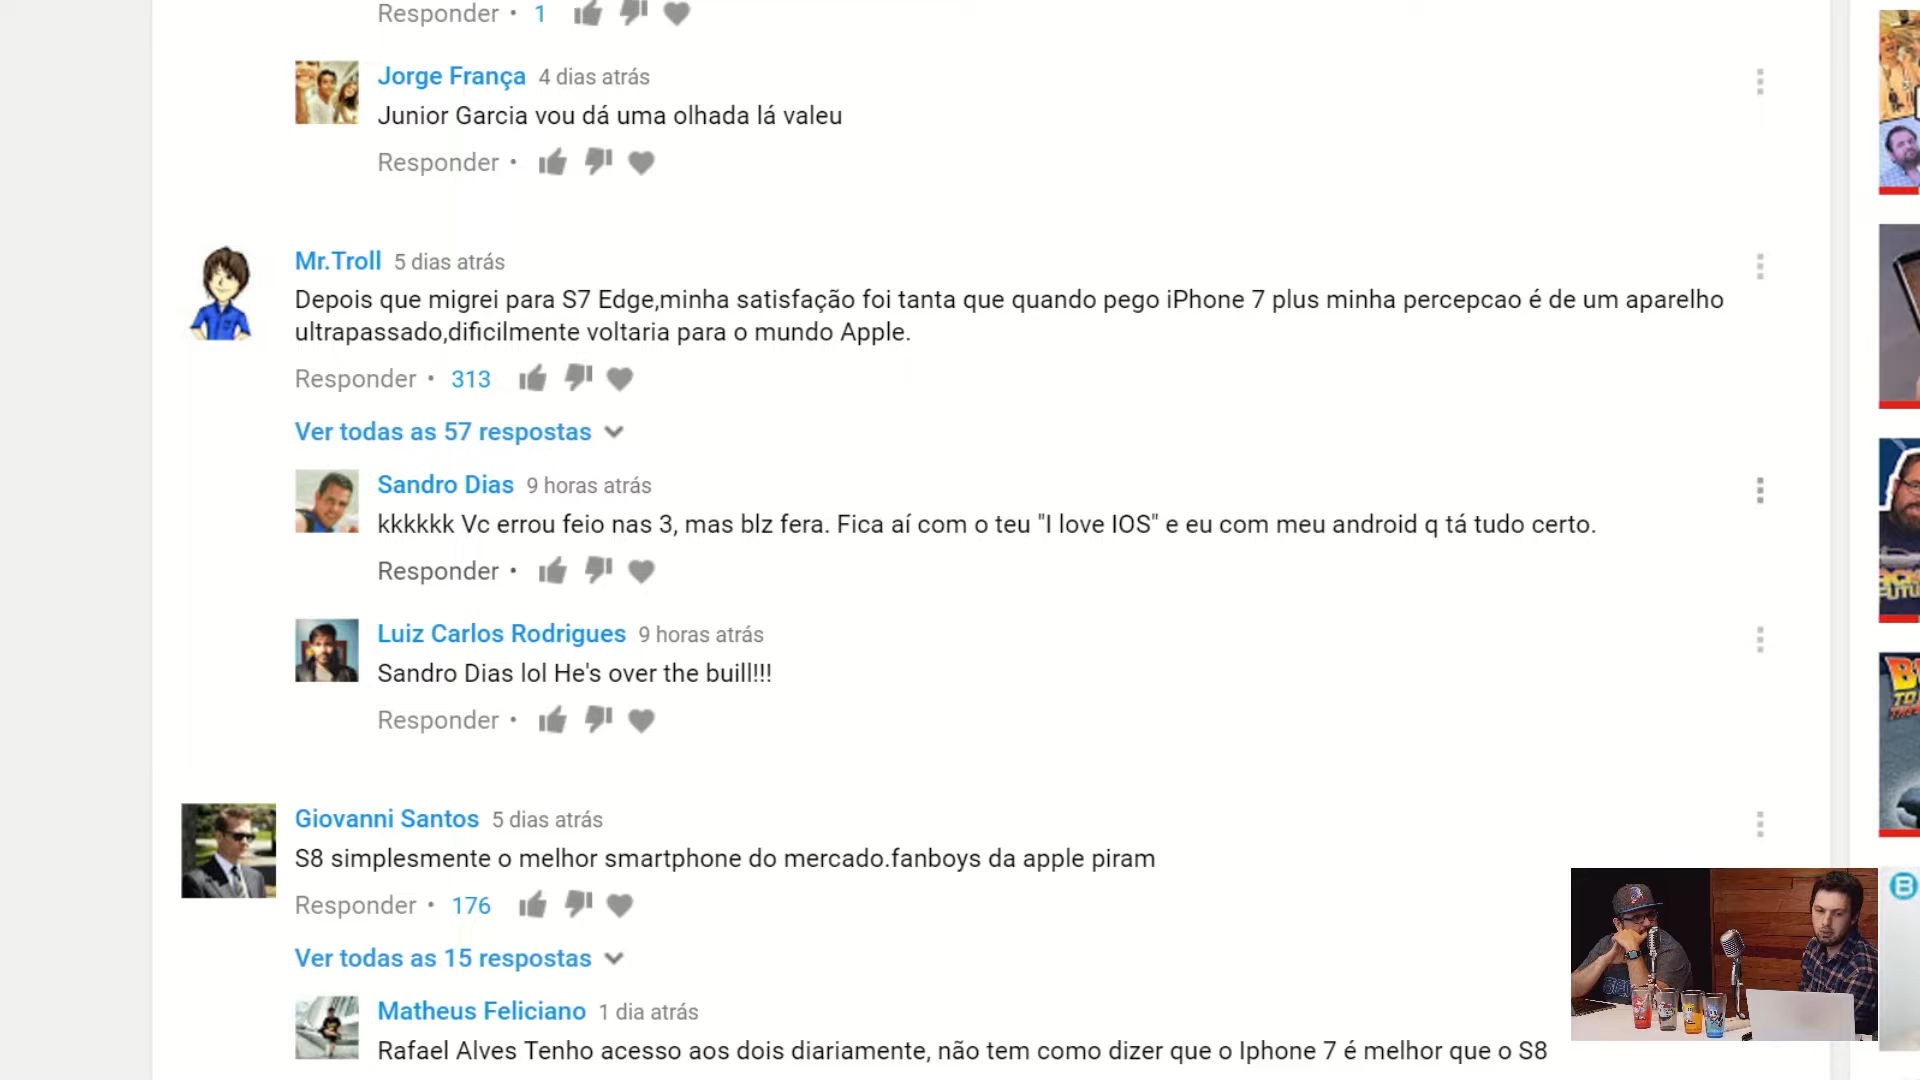 Responder • 1
Jorge França 4 dias atrás
Junior Garcia vou dá uma olhada lá valeu
Responder •
Mr.Troll 5 dias atrás
Depois que migrei para S7 Edge,minha satisfação foi tanta que quando pego iPhone 7 plus minha percepcao é de um aparelho
ultrapassado,dificilmente voltaria para o mundo Apple.
Responder • 313
Ver todas as 57 respostas
Sandro Dias 9 horas atrás
kkkkkk Vc errou feio nas 3, mas blz fera. Fica aí com o teu "I love IOS" e eu com meu android q tá tudo certo.
Responder •
Luiz Carlos Rodrigues 9 horas atrás
Sandro Dias lol He's over the buill!!!
Responder •
Giovanni Santos 5 dias atrás
S8 simplesmente o melhor smartphone do mercado.fanboys da apple piram
Responder • 176
Ver todas as 15 respostas
Matheus Feliciano 1 dia atrás
Rafael Alves Tenho acesso aos dois diariamente, não tem como dizer que o Iphone 7 é melhor que o S8